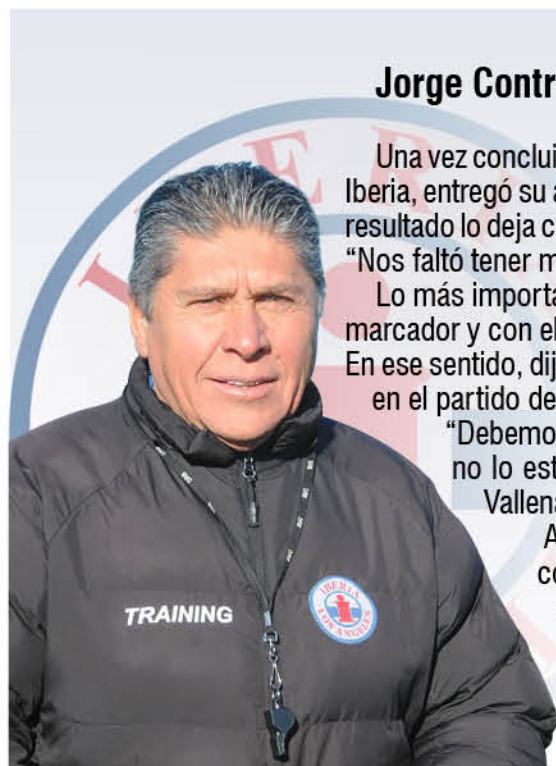 Jorge Contr
Una vez conclui
Iberia, entregó su a
resultado lo deja c
“Nos faltó tener m
Lo más importa
marcador y con el
En ese sentido, dij
en el partido de
“Debemo
no lo est
Vallena
A
co
TRAINING
IBERIA
LOS ANGELES